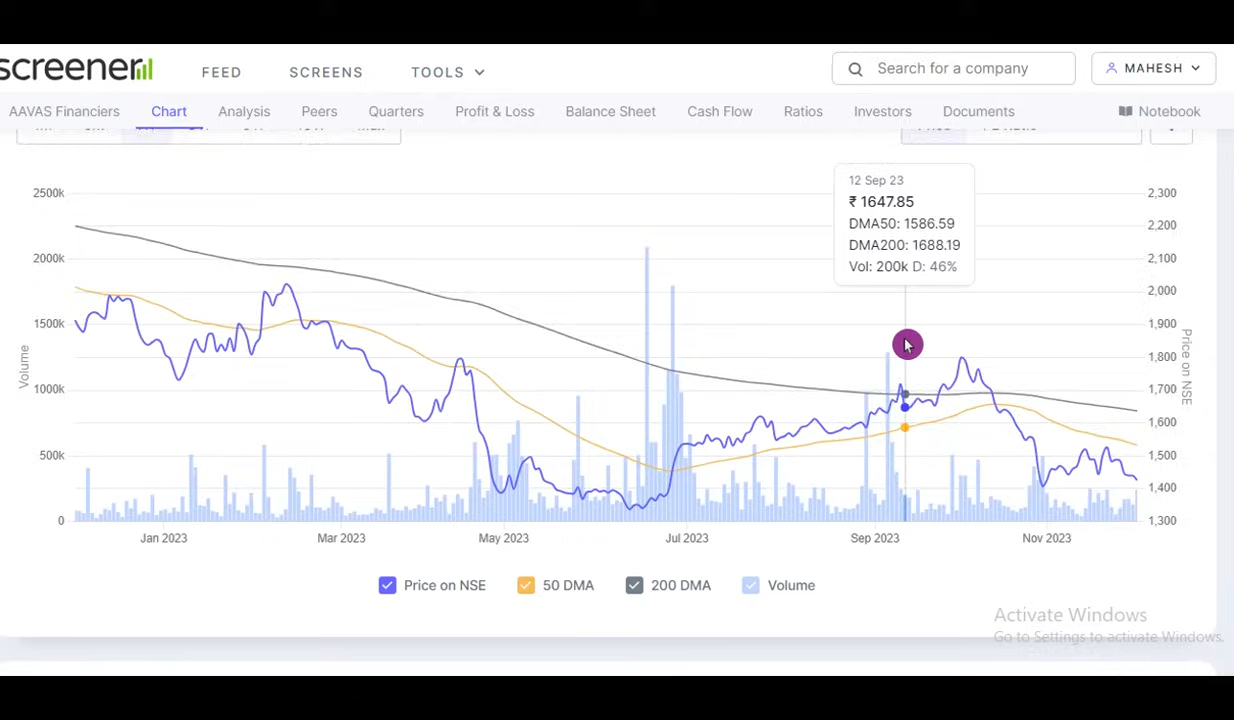 screener
FEED
SCREENS
TOOLS
Search for a company
MAHESH
AAVAS Financiers
Chart
Analysis
Peers
Quarters
Profit & Loss
Balance Sheet
Cash Flow
Ratios
Investors
Documents
Notebook
12 Sep 23
₹ 1647.85
DMA50: 1586.59
DMA200: 1688.19
Vol: 200k D: 46%
2500k
2000k
1500k
1000k
500k
0
Volume
2,300
2,200
2,100
2,000
1,900
1,800
1,700
1,600
1,500
1,400
1,300
Price on NSE
Jan 2023
Mar 2023
May 2023
Jul 2023
Sep 2023
Nov 2023
Price on NSE
50 DMA
200 DMA
Volume
Activate Windows
Go to Settings to activate Windows.